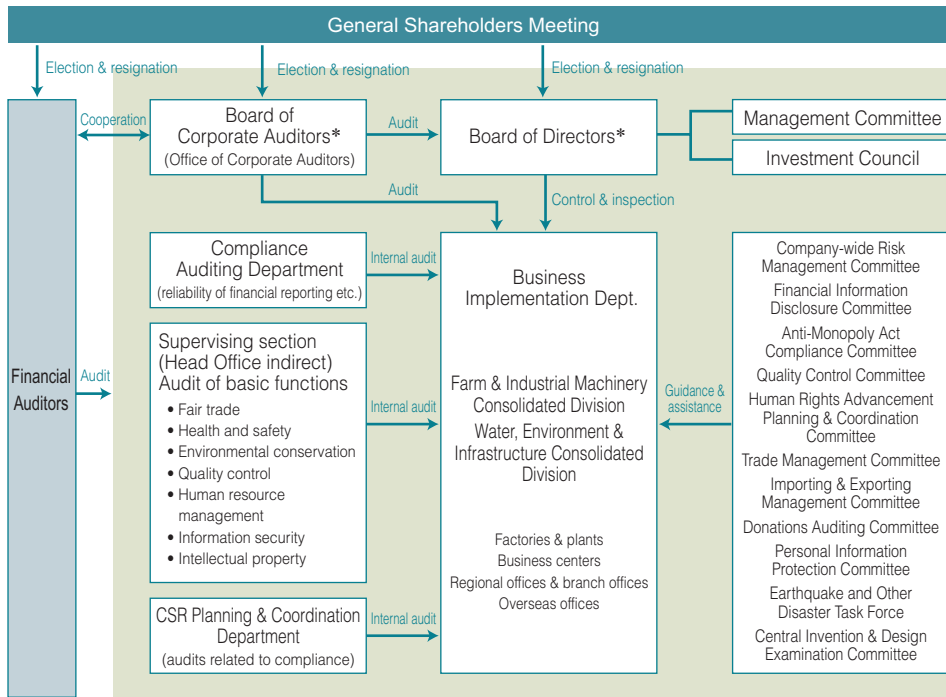 General Shareholders Meeting
Election & resignation
Election & resignation
Election & resignation
Financial
Auditors
Cooperation
Board of
Corporate Auditors*
(Office of Corporate Auditors)
Audit
Board of Directors*
Management Committee
Investment Council
Audit
Control & inspection
Compliance
Auditing Department
(reliability of financial reporting etc.)
Internal audit
Supervising section
(Head Office indirect)
Audit of basic functions
• Fair trade
• Health and safety
• Environmental conservation
• Quality control
• Human resource
management
• Information security
• Intellectual property
Audit
Internal audit
CSR Planning & Coordination
Department
(audits related to compliance)
Internal audit
Business
Implementation Dept.
Farm & Industrial Machinery
Consolidated Division
Water, Environment &
Infrastructure Consolidated
Division
Factories & plants
Business centers
Regional offices & branch offices
Overseas offices
Guidance &
assistance
Company-wide Risk
Management Committee
Financial Information
Disclosure Committee
Anti-Monopoly Act
Compliance Committee
Quality Control Committee
Human Rights Advancement
Planning & Coordination
Committee
Trade Management Committee
Importing & Exporting
Management Committee
Donations Auditing Committee
Personal Information
Protection Committee
Earthquake and Other
Disaster Task Force
Central Invention & Design
Examination Committee